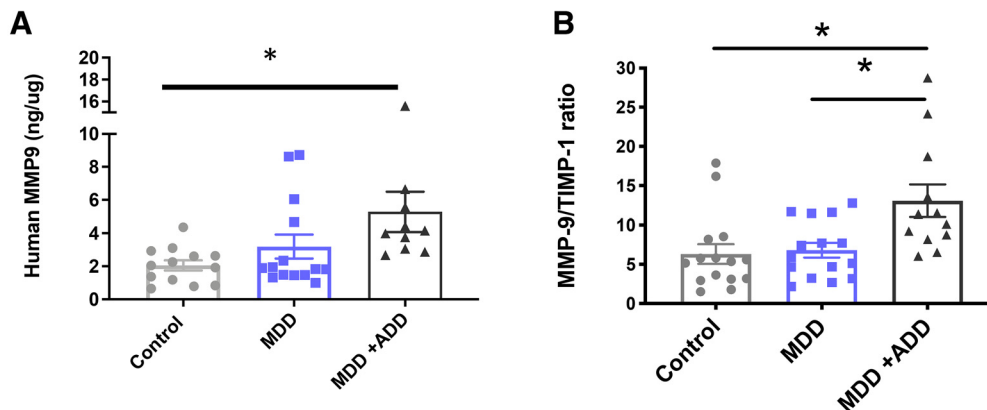 A
*
Human MMP9 (ng/ug)
20
18
16
10
8
6
4
2
0
Control
MDD
MDD +ADD
B
*
*
MMP-9/TIMP-1 ratio
30
25
20
15
10
5
0
Control
MDD
MDD +ADD